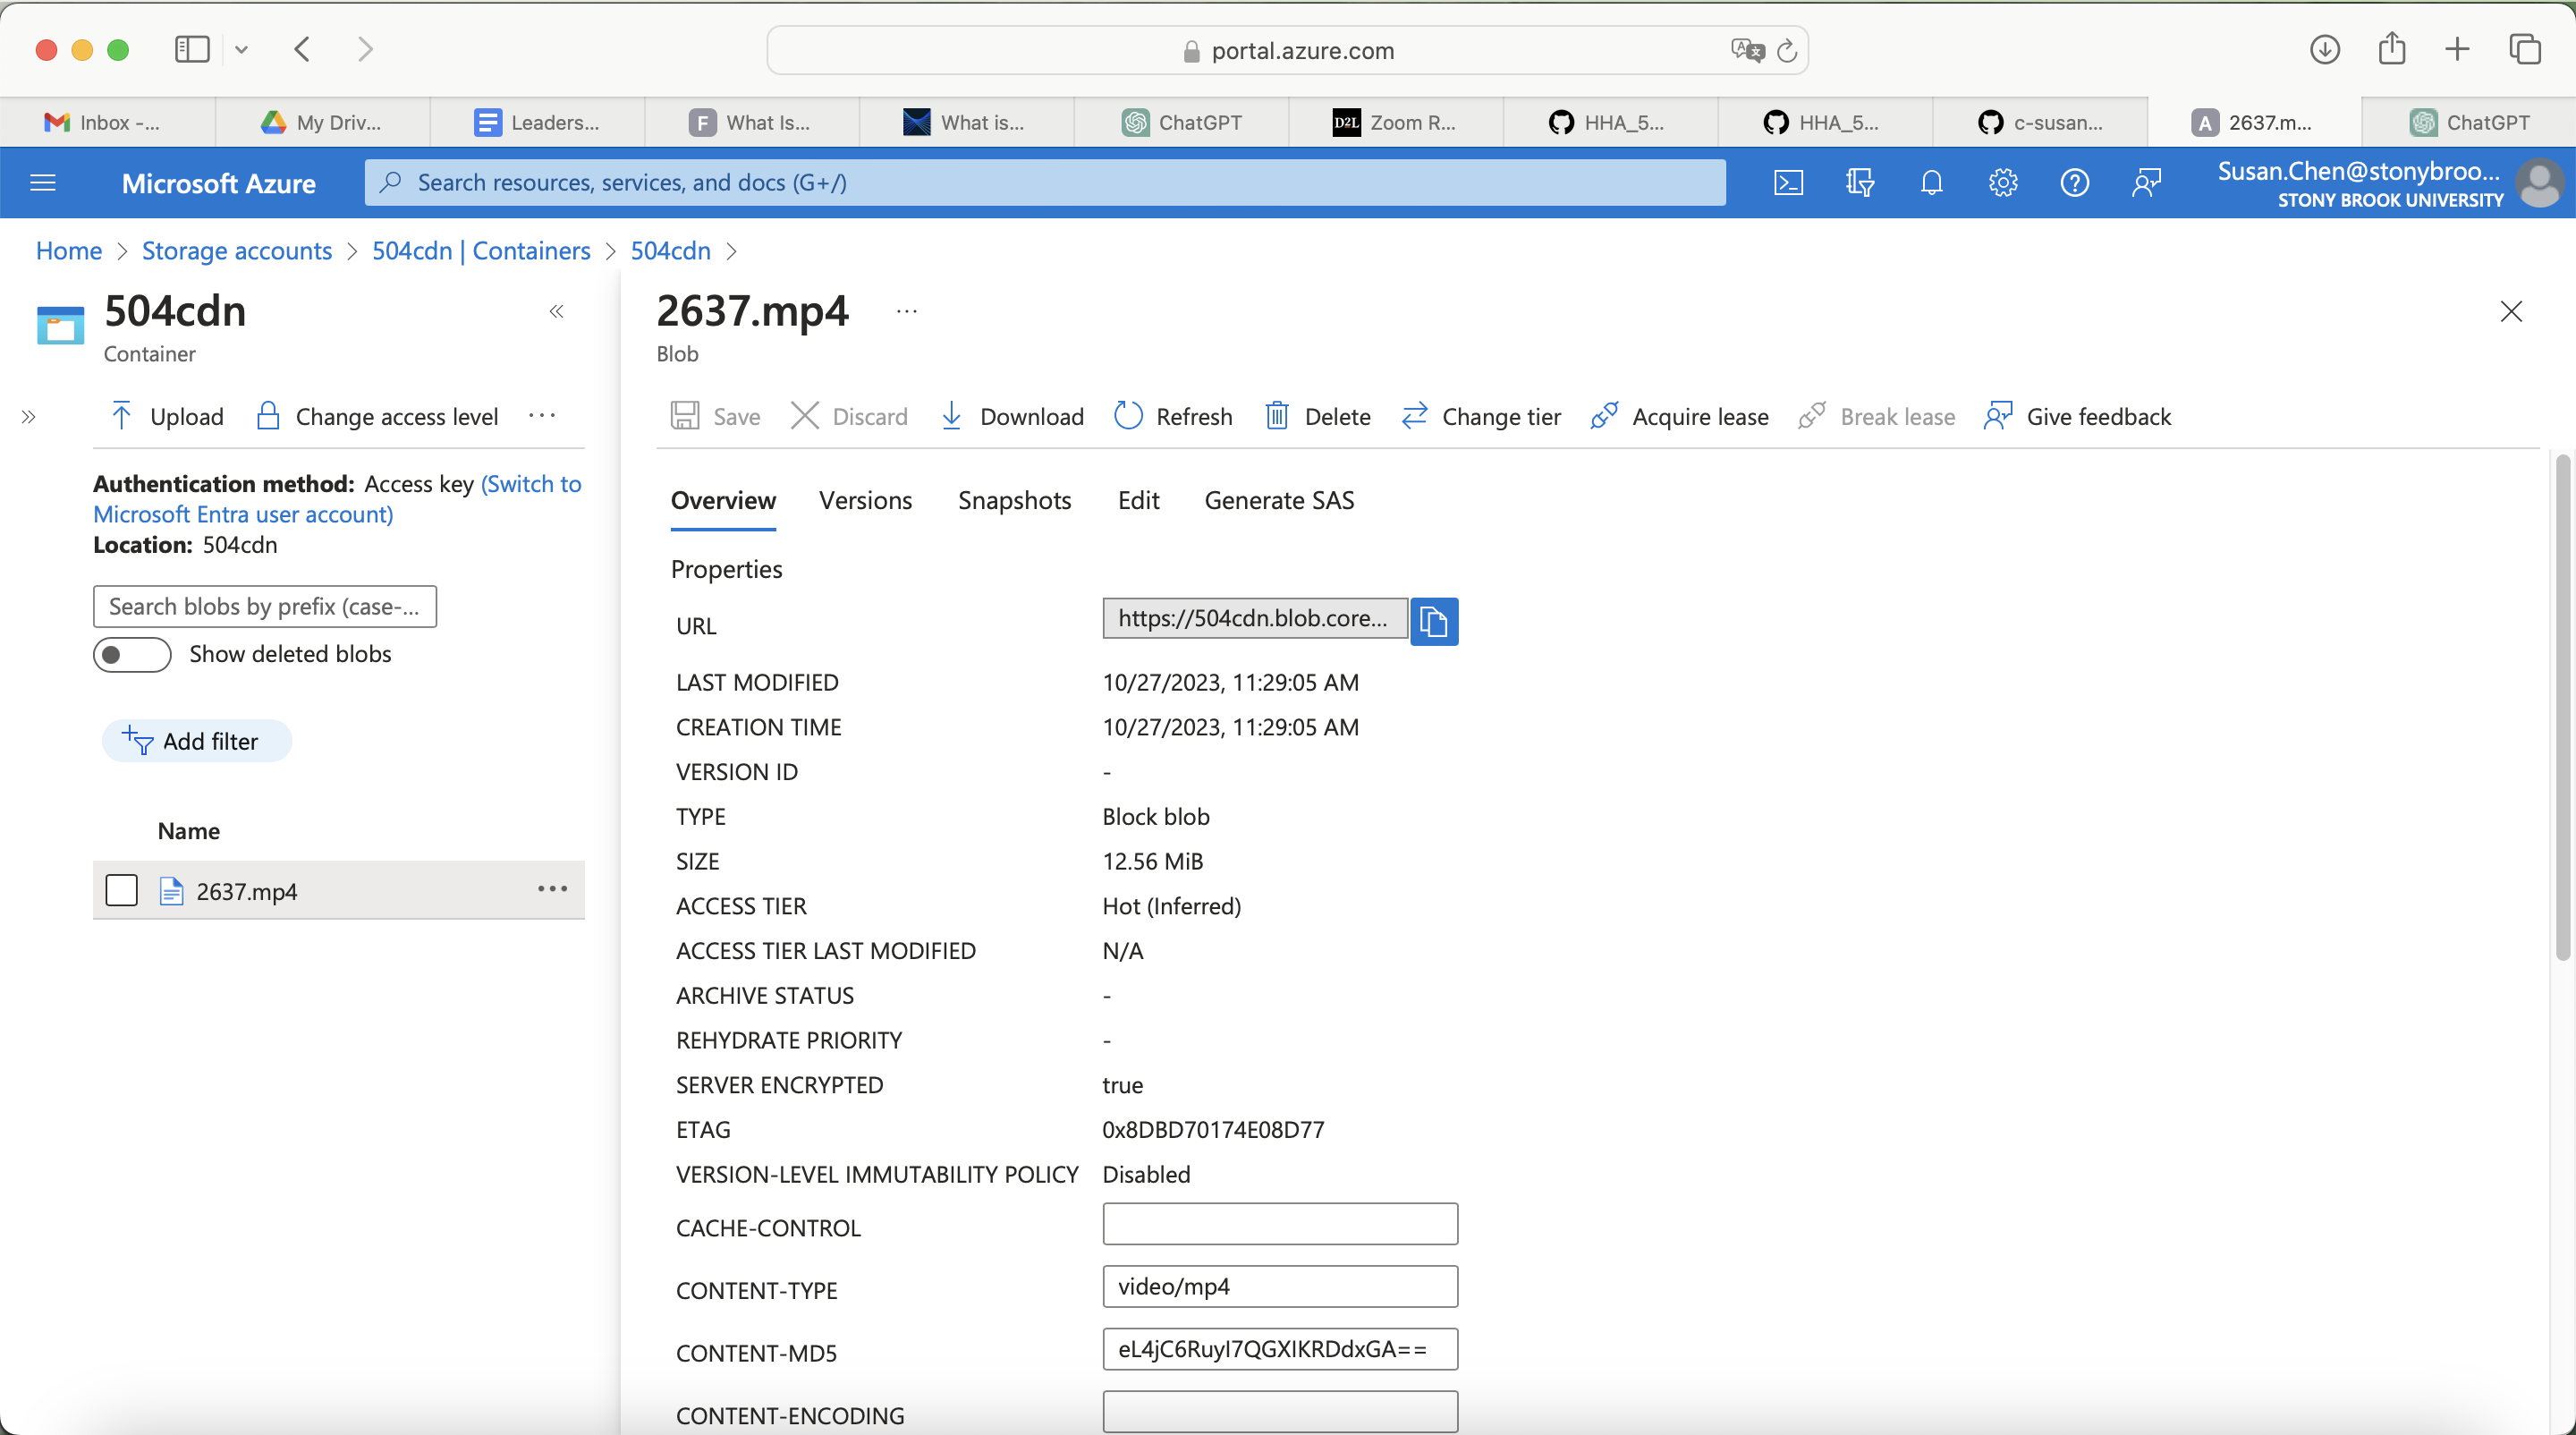 portal.azure.com
Inbox -...
My Driv...
Leaders...
F What Is...
What is...
ChatGPT
D2L Zoom R...
HHA_5...
HHA_5...
c-susan...
A 2637.m...
ChatGPT
Microsoft Azure
Search resources, services, and docs (G+/)
Susan.Chen@stonybroo...
STONY BROOK UNIVERSITY
Home > Storage accounts > 504cdn | Containers > 504cdn >
504cdn
Container
Upload
Change access level
Authentication method: Access key (Switch to
Microsoft Entra user account)
Location: 504cdn
Search blobs by prefix (case-...
Show deleted blobs
Add filter
Name
2637.mp4
2637.mp4
Blob
Save
Discard
Download
Refresh
Delete
Change tier
Acquire lease
Break lease
Give feedback
Overview
Versions
Snapshots
Edit
Generate SAS
Properties
URL https://504cdn.blob.core...
LAST MODIFIED 10/27/2023, 11:29:05 AM
CREATION TIME 10/27/2023, 11:29:05 AM
VERSION ID -
TYPE Block blob
SIZE 12.56 MiB
ACCESS TIER Hot (Inferred)
ACCESS TIER LAST MODIFIED N/A
ARCHIVE STATUS -
REHYDRATE PRIORITY -
SERVER ENCRYPTED true
ETAG 0x8DBD70174E08D77
VERSION-LEVEL IMMUTABILITY POLICY Disabled
CACHE-CONTROL
CONTENT-TYPE video/mp4
CONTENT-MD5 eL4jC6RuyI7QGXIKRDdxGA==
CONTENT-ENCODING